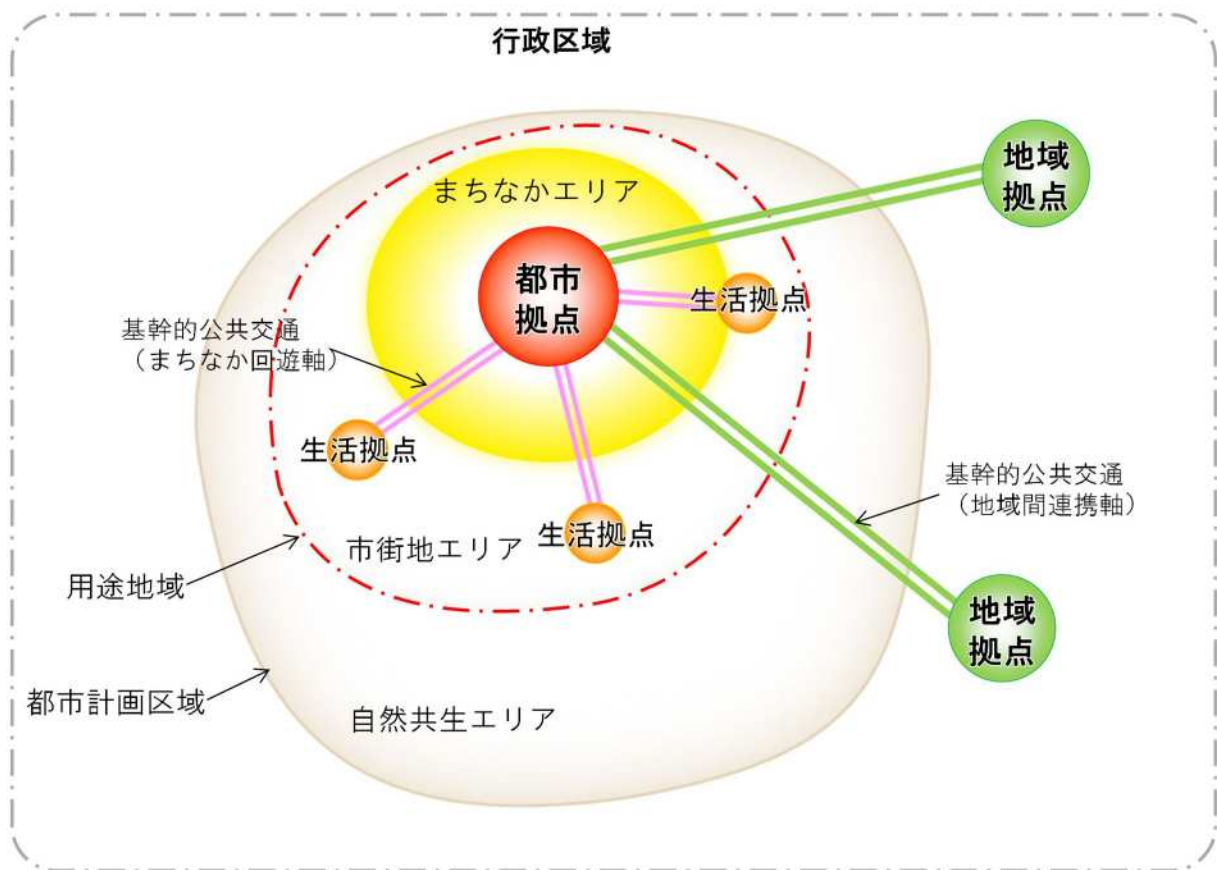 行政区域
地域
拠点
まちなかエリア
都市
拠点
生活拠点
基幹的公共交通
（まちなか回遊軸）
生活拠点
基幹的公共交通
（地域間連携軸）
生活拠点
市街地エリア
用途地域
地域
拠点
都市計画区域
自然共生エリア